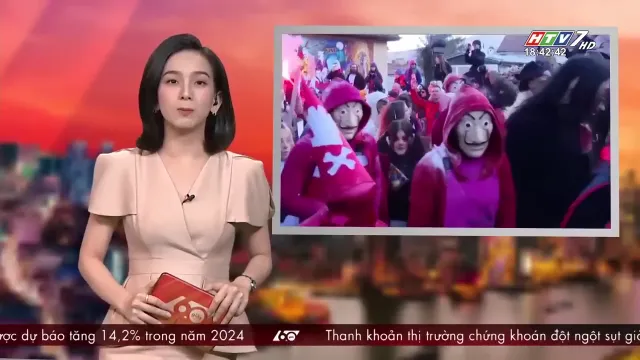 HTV7 HD
18:42:42
ược dự báo tăng 14,2% trong năm 2024 60 Thanh khoản thị trường chứng khoán đột ngột sụt giả